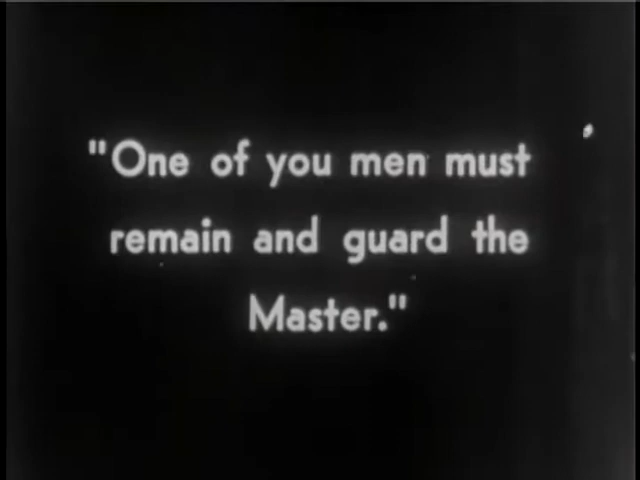 "One of you men must
remain and guard the
Master."